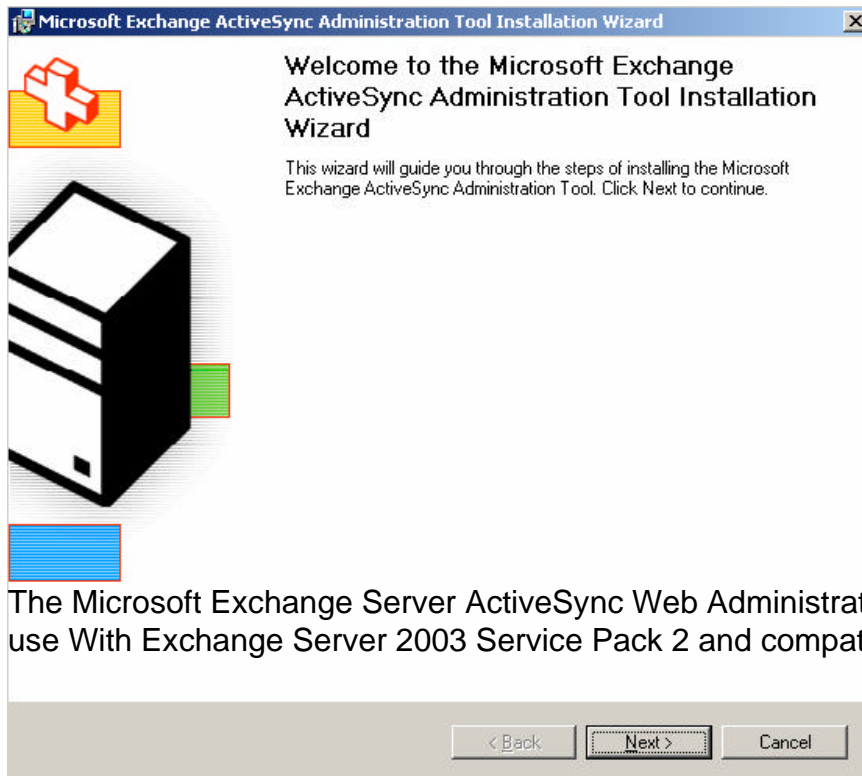 Microsoft Exchange ActiveSync Administration Tool Installation Wizard
Welcome to the Microsoft Exchange
ActiveSync Administration Tool Installation
Wizard
This wizard will guide you through the steps of installing the Microsoft
Exchange ActiveSync Administration Tool. Click Next to continue.
The Microsoft Exchange Server ActiveSync Web Administrat
use With Exchange Server 2003 Service Pack 2 and compat
< Back Next > Cancel